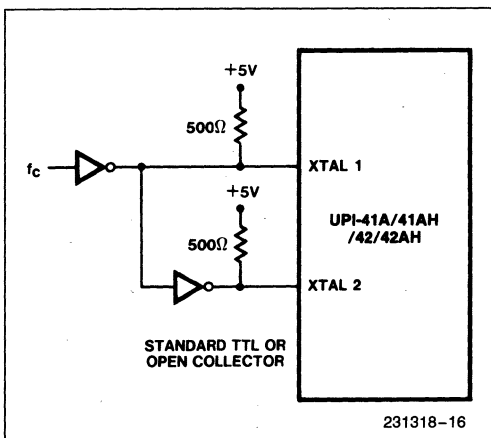 +5V
500Ω
fC
XTAL 1
+5V
UPI-41A/41AH
/42/42AH
500Ω
XTAL 2
STANDARD TTL OR
OPEN COLLECTOR
231318-16